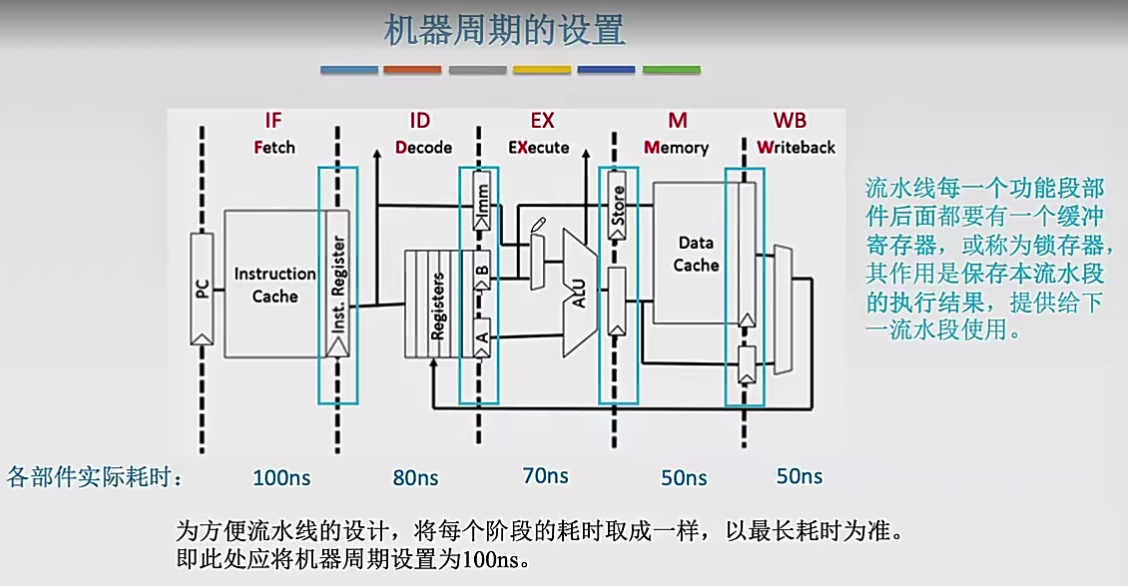 机器周期的设置
IF
ID
EX
M
WB
Fetch
Decode
EXecute
Memory
Writeback
PC
Instruction
Cache
Inst. Register
Registers
Imm
B
A
ALU
Store
Data
Cache
流水线每一个功能段部
件后面都要有一个缓冲
寄存器，或称为锁存器，
其作用是保存本流水段
的执行结果，提供给下
一流水段使用。
各部件实际耗时：
100ns
80ns
70ns
50ns
50ns
为方便流水线的设计，将每个阶段的耗时取成一样，以最长耗时为准。
即此处应将机器周期设置为100ns。